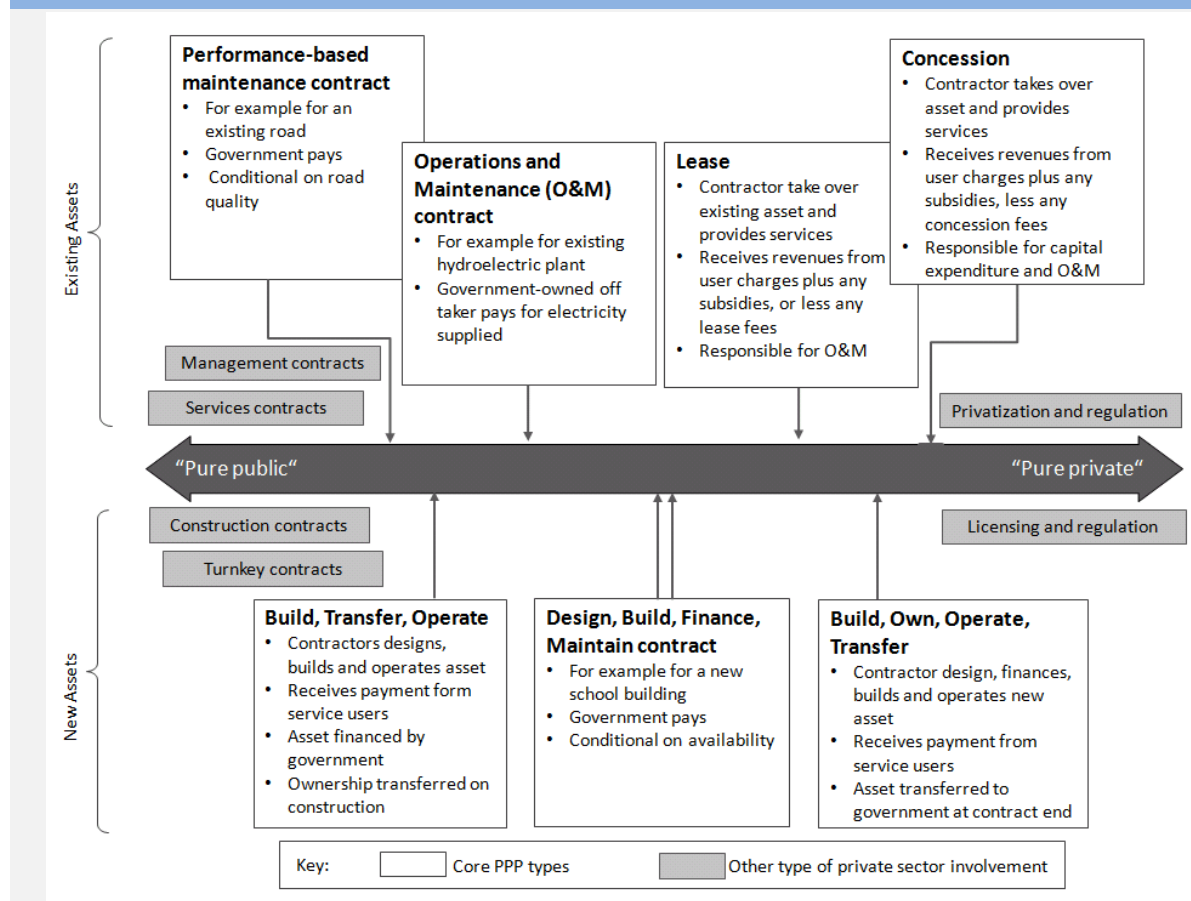 Existing Assets
Performance-based
maintenance contract
• For example for an
existing road
• Government pays
• Conditional on road
quality
Operations and
Maintenance (O&M)
contract
• For example for existing
hydroelectric plant
• Government-owned off
taker pays for electricity
supplied
Lease
• Contractor take over
existing asset and
provides services
• Receives revenues from
user charges plus any
subsidies, or less any
lease fees
• Responsible for O&M
Concession
• Contractor takes over
asset and provides
services
• Receives revenues from
user charges plus any
subsidies, less any
concession fees
• Responsible for capital
expenditure and O&M
Management contracts
Services contracts
Privatization and regulation
“Pure public“
“Pure private“
New Assets
Construction contracts
Turnkey contracts
Licensing and regulation
Build, Transfer, Operate
• Contractors designs,
builds and operates asset
• Receives payment form
service users
• Asset financed by
government
• Ownership transferred on
construction
Design, Build, Finance,
Maintain contract
• For example for a new
school building
• Government pays
• Conditional on availability
Build, Own, Operate,
Transfer
• Contractor design, finances,
builds and operates new
asset
• Receives payment from
service users
• Asset transferred to
government at contract end
Key:
Core PPP types
Other type of private sector involvement